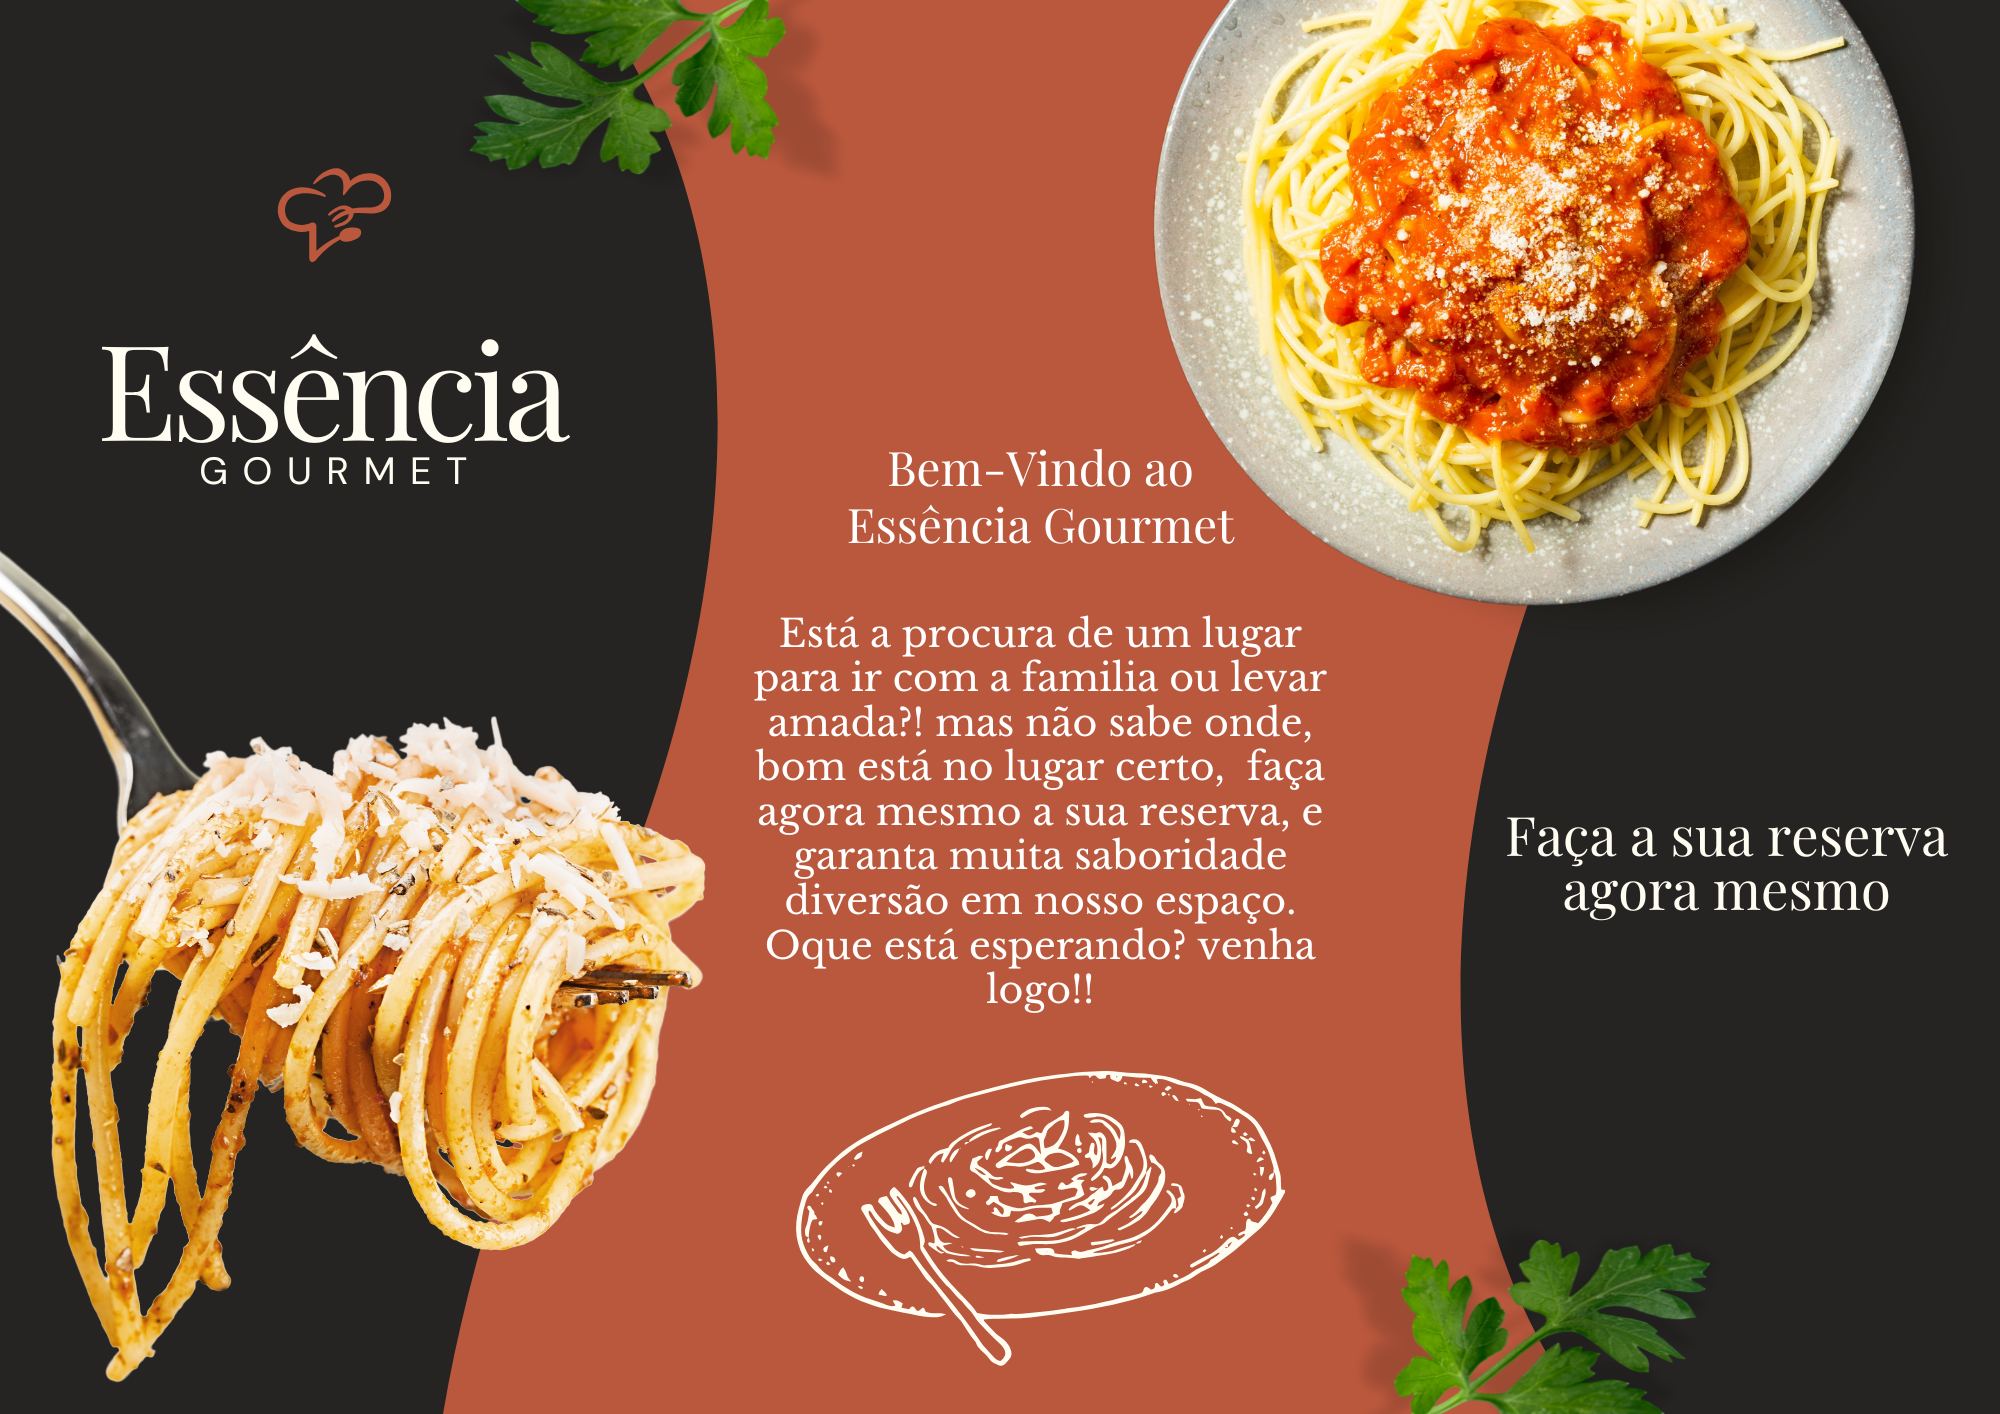 Essência
GOURMET
Bem-Vindo ao
Essência Gourmet
Está a procura de um lugar
para ir com a familia ou levar
amada?! mas não sabe onde,
bom está no lugar certo,  faça
agora mesmo a sua reserva, e
garanta muita saboridade
diversão em nosso espaço.
Oque está esperando? venha
logo!!
Faça a sua reserva
agora mesmo